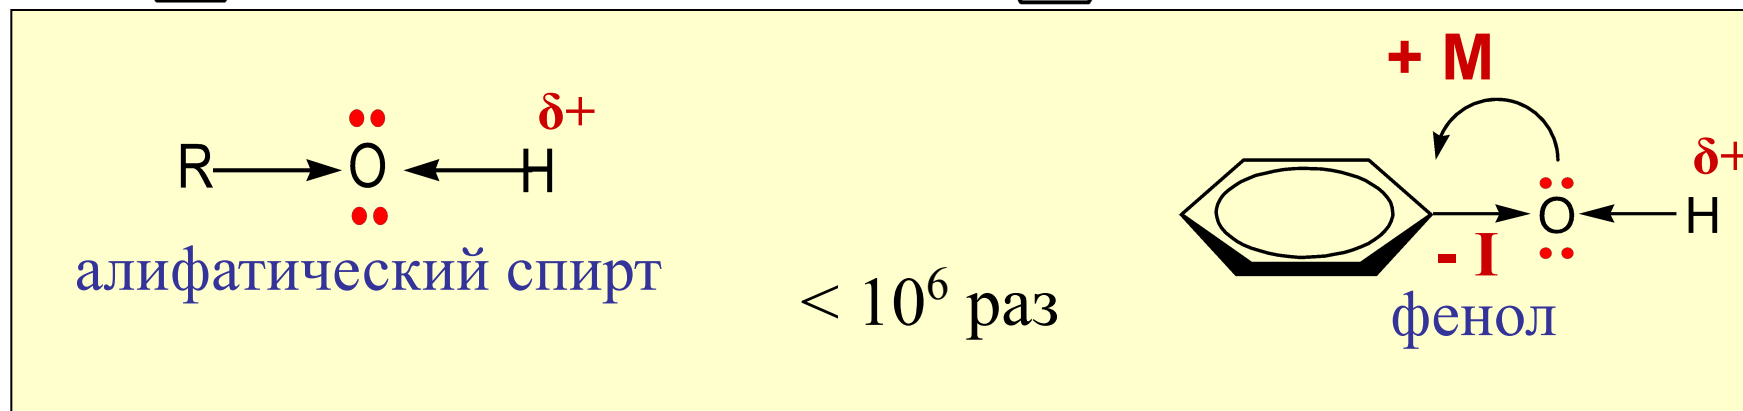 + M
δ+
R O H
δ+
O H
- I
алифатический спирт
< 10⁶ раз
фенол